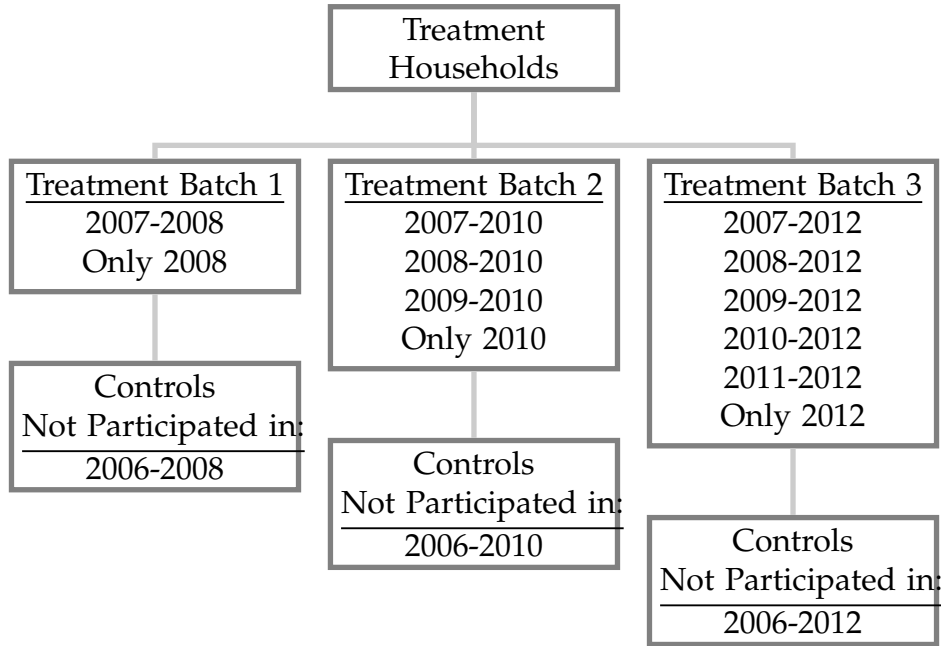 Treatment
Households
Treatment Batch 1
2007-2008
Only 2008
Controls
Not Participated in:
2006-2008
Treatment Batch 2
2007-2010
2008-2010
2009-2010
Only 2010
Controls
Not Participated in:
2006-2010
Treatment Batch 3
2007-2012
2008-2012
2009-2012
2010-2012
2011-2012
Only 2012
Controls
Not Participated in:
2006-2012